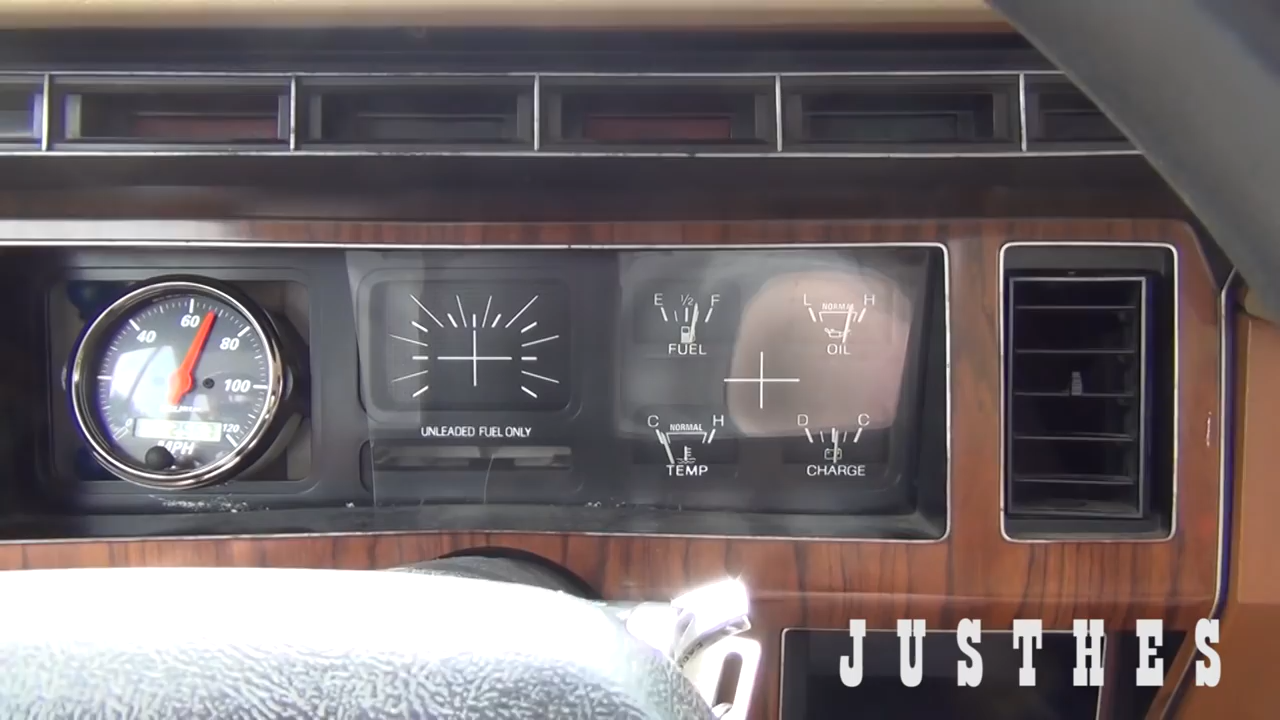 40
60
80
100
120
MPH
UNLEADED FUEL ONLY
E 1/2 F
FUEL
L NORMAL H
OIL
C NORMAL H
TEMP
D C
CHARGE
JUSTHES